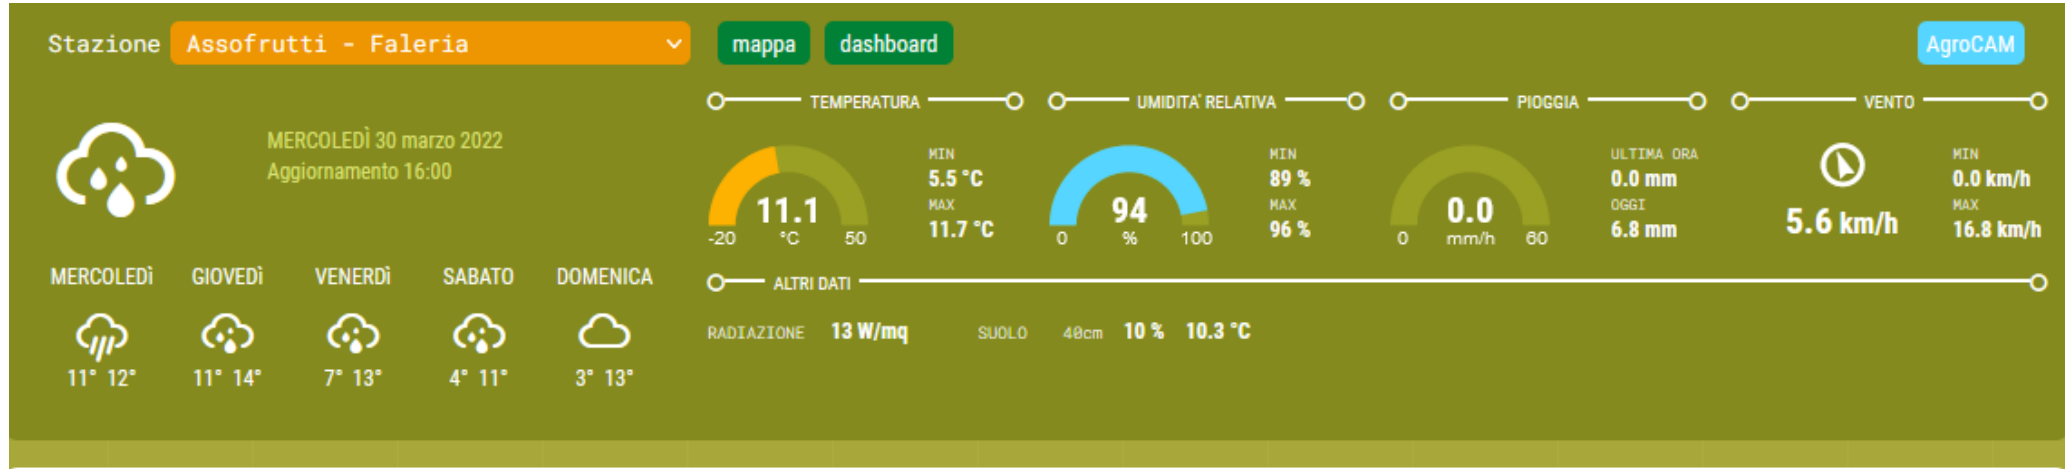 Stazione Assofrutti - Faleria mappa dashboard AgroCAM
MERCOLEDÌ 30 marzo 2022
Aggiornamento 16:00
MERCOLEDÌ GIOVEDÌ VENERDÌ SABATO DOMENICA
11° 12° 11° 14° 7° 13° 4° 11° 3° 13°
TEMPERATURA
11.1
°C
-20 50
MIN
5.5 °C
MAX
11.7 °C
UMIDITA' RELATIVA
94
%
0 100
MIN
89 %
MAX
96 %
PIOGGIA
0.0
mm/h
0 60
ULTIMA ORA
0.0 mm
OGGI
6.8 mm
VENTO
5.6 km/h
MIN
0.0 km/h
MAX
16.8 km/h
ALTRI DATI
RADIAZIONE 13 W/mq SUOLO 40cm 10 % 10.3 °C